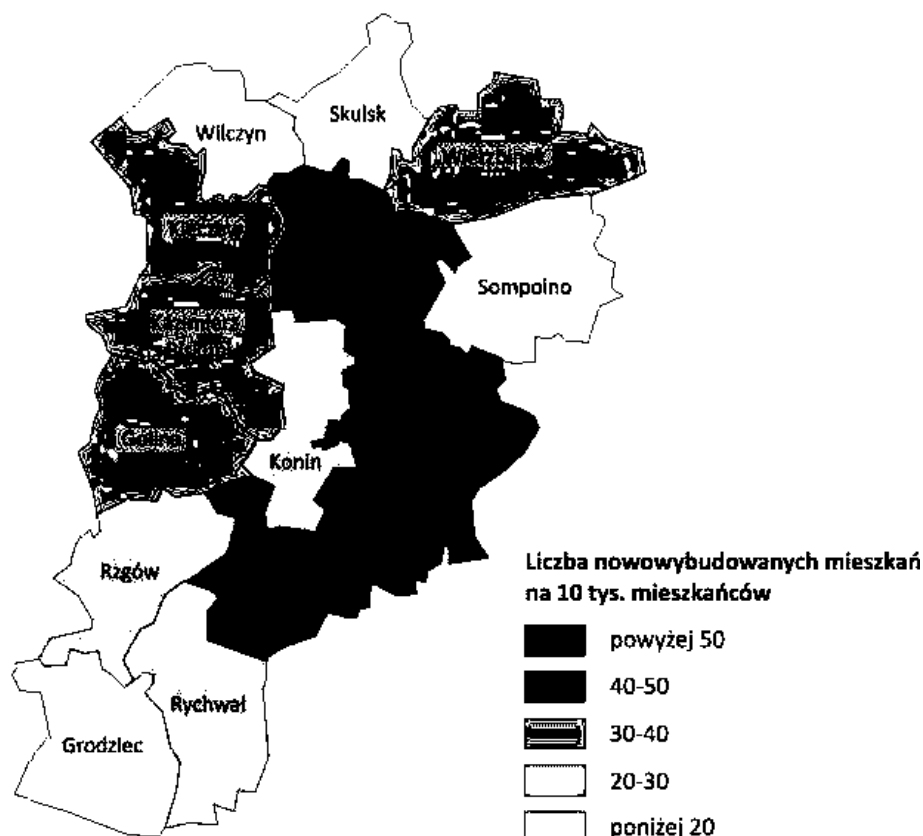 Skulsk
Wilczyn
Sompolno
Golina
Konin
Rzgów
Rychwał
Grodziec
Liczba nowowybudowanych mieszkań
na 10 tys. mieszkańców
powyżej 50
40-50
30-40
20-30
poniżej 20